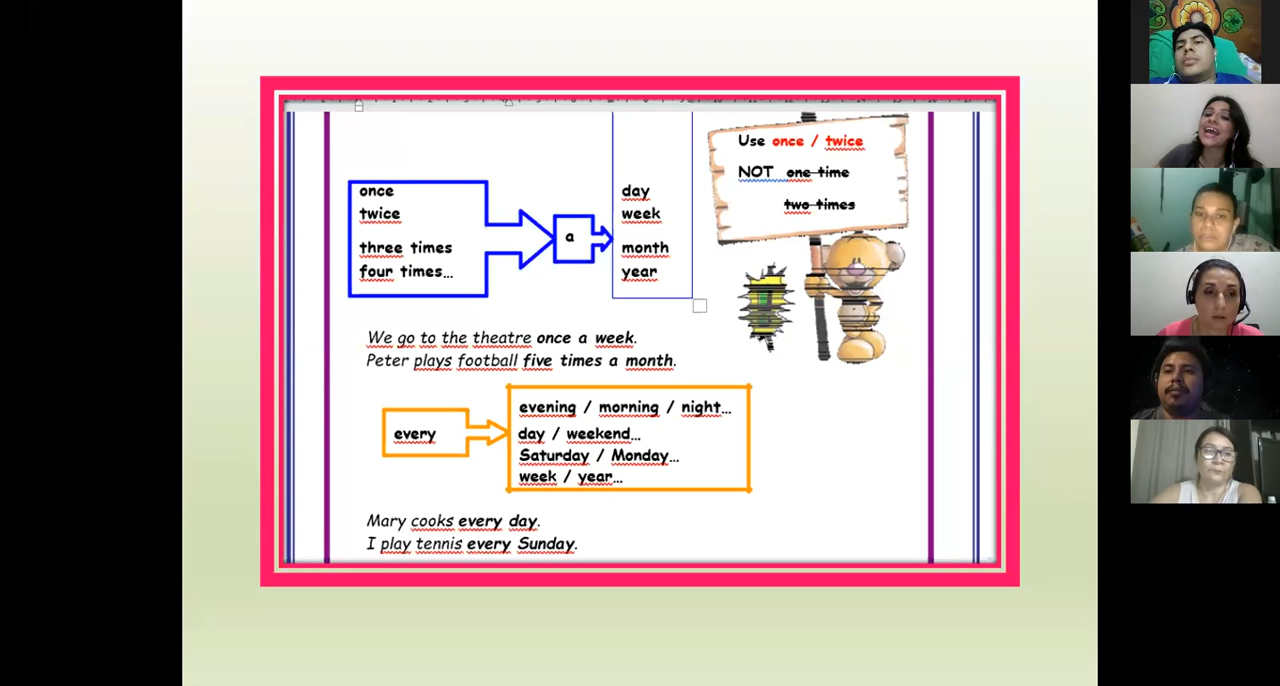 Use once / twice
NOT one time
two times
once
twice
three times
four times...
a
day
week
month
year
We go to the theatre once a week.
Peter plays football five times a month.
every
evening / morning / night...
day / weekend...
Saturday / Monday...
week / year...
Mary cooks every day.
I play tennis every Sunday.